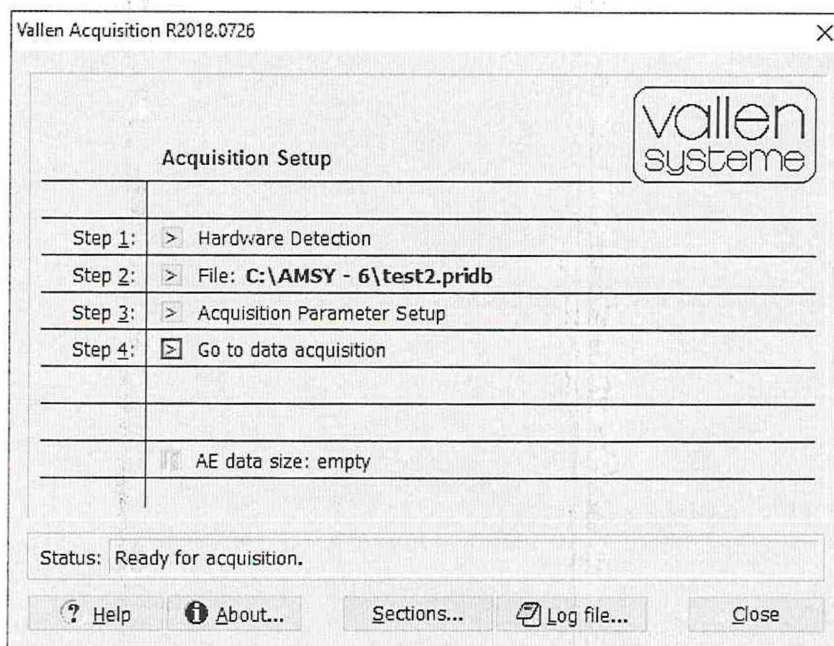 Vallen Acquisition R2018.0726
vallen
systeme
Acquisition Setup
Step 1: > Hardware Detection
Step 2: > File: C:\AMSY - 6\test2.pridb
Step 3: > Acquisition Parameter Setup
Step 4: > Go to data acquisition
AE data size: empty
Status: Ready for acquisition.
? Help i About... Sections... Log file... Close